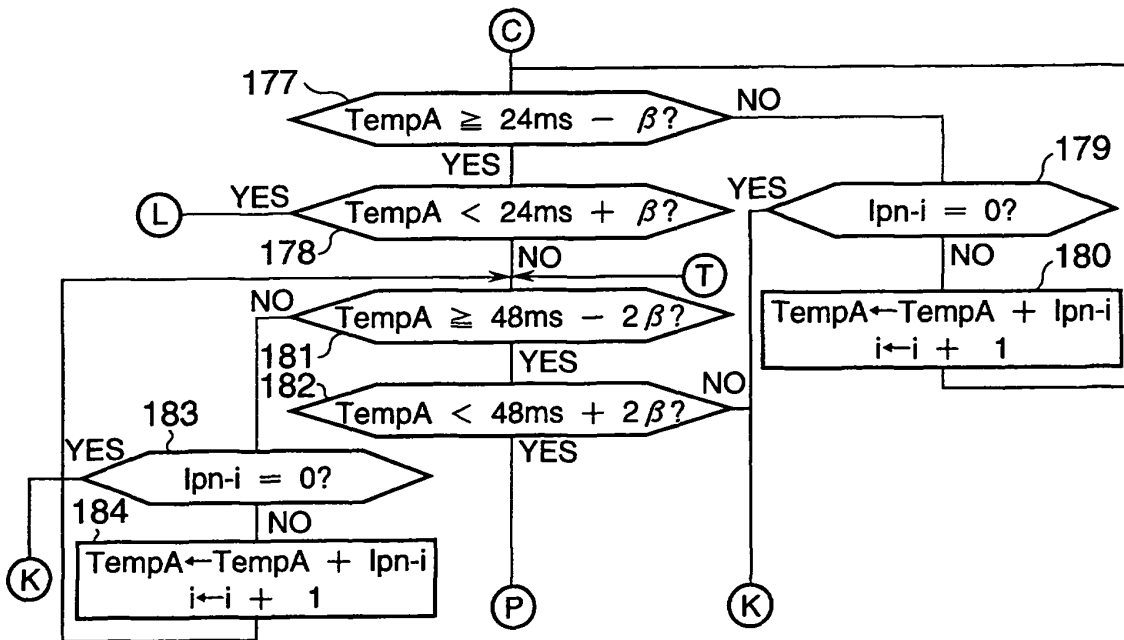 C
177
TempA ≧ 24ms - β?
NO
YES
179
YES
L
TempA < 24ms + β?
178
YES
Ipn-i = 0?
NO
NO
T
180
NO
TempA ≧ 48ms - 2β?
181
TempA←TempA + Ipn-i
i←i + 1
YES
182
NO
TempA < 48ms + 2β?
183
YES
YES
Ipn-i = 0?
184
NO
TempA←TempA + Ipn-i
i←i + 1
K
P
K